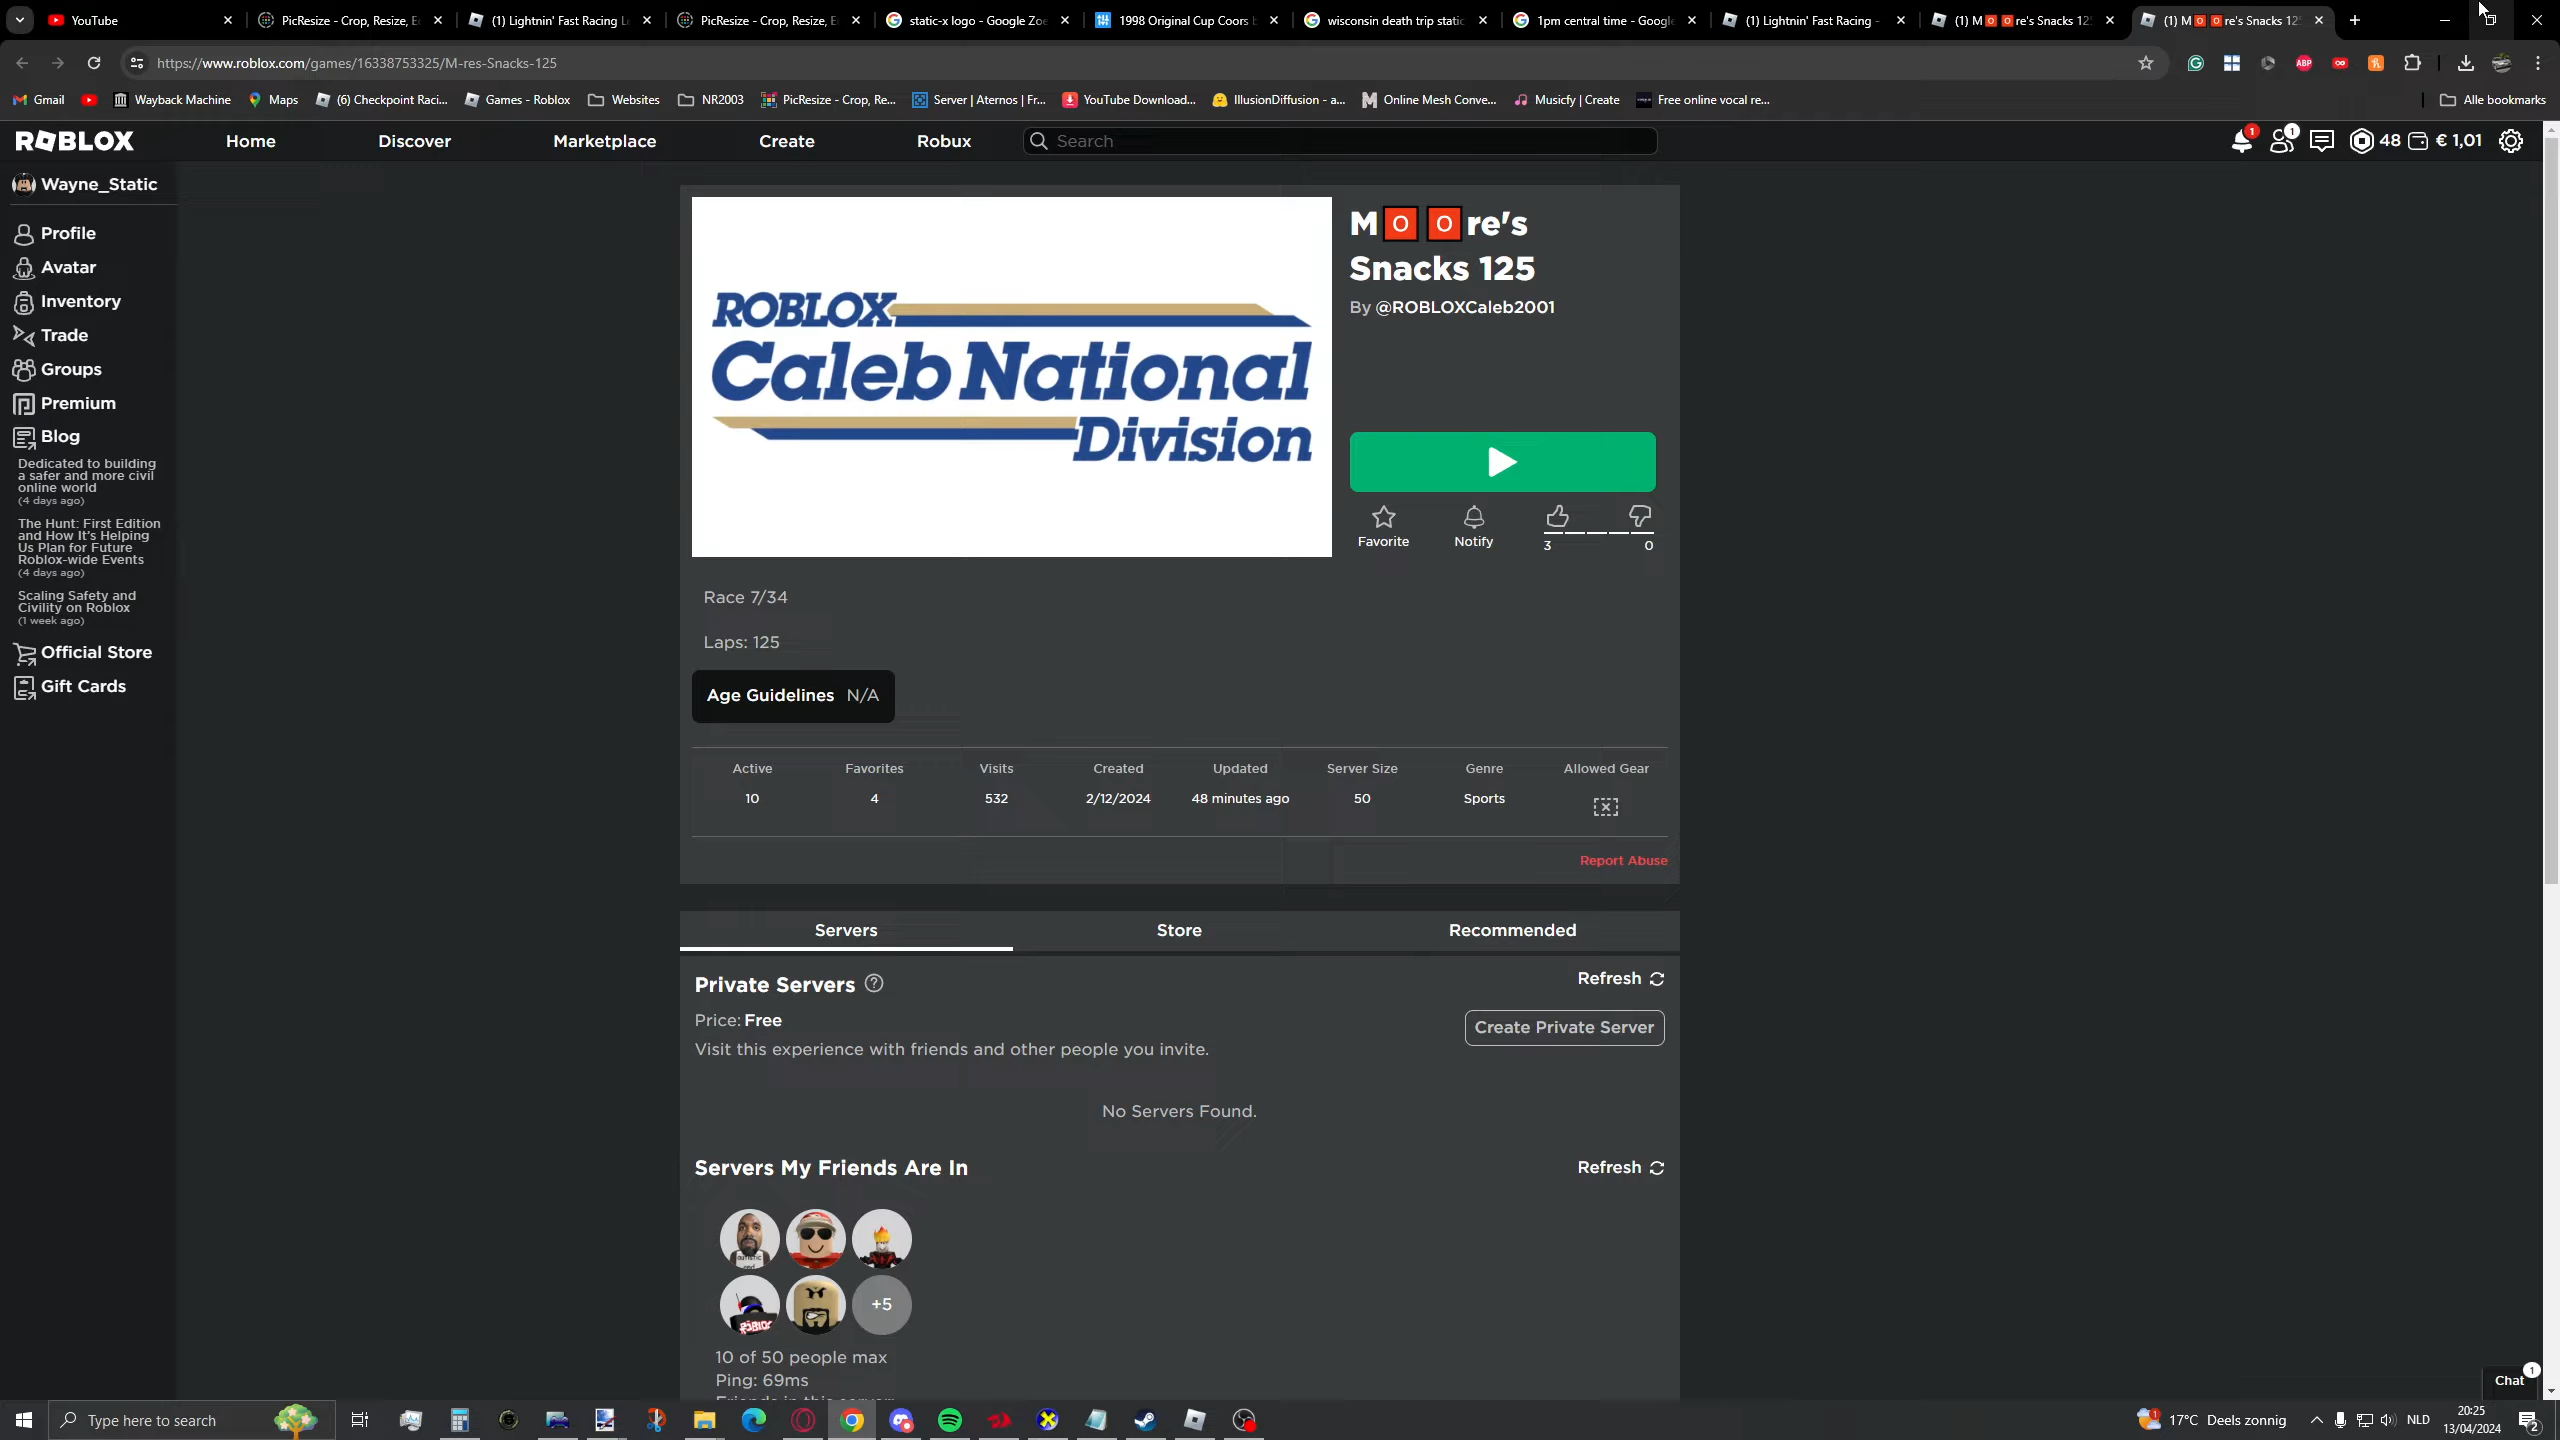 YouTube
PicResize - Crop, Resize, E
(1) Lightnin' Fast Racing Le
PicResize - Crop, Resize, E
static-x logo - Google Zoe
1998 Original Cup Coors b
wisconsin death trip static
1pm central time - Google
(1) Lightnin' Fast Racing -
(1) M🅾🅾re's Snacks 12
(1) M🅾🅾re's Snacks 12
https://www.roblox.com/games/16338753325/M-res-Snacks-125
Gmail
Wayback Machine
Maps
(6) Checkpoint Raci...
Games - Roblox
Websites
NR2003
PicResize - Crop, Re...
Server | Aternos | Fr...
YouTube Download...
IllusionDiffusion - a...
Online Mesh Conve...
Musicfy | Create
Free online vocal re...
Alle bookmarks
ROBLOX
Home
Discover
Marketplace
Create
Robux
Search
1
1
48
€ 1,01
Wayne_Static
Profile
Avatar
Inventory
Trade
Groups
Premium
Blog
Dedicated to building
a safer and more civil
online world
(4 days ago)
The Hunt: First Edition
and How It's Helping
Us Plan for Future
Roblox-wide Events
(4 days ago)
Scaling Safety and
Civility on Roblox
(1 week ago)
Official Store
Gift Cards
ROBLOX
Caleb National
Division
M🅾🅾re's
Snacks 125
By @ROBLOXCaleb2001
Favorite
Notify
3
0
Race 7/34
Laps: 125
Age Guidelines N/A
Active
Favorites
Visits
Created
Updated
Server Size
Genre
Allowed Gear
10
4
532
2/12/2024
48 minutes ago
50
Sports
Report Abuse
Servers
Store
Recommended
Private Servers
Refresh
Price: Free
Create Private Server
Visit this experience with friends and other people you invite.
No Servers Found.
Servers My Friends Are In
Refresh
+5
10 of 50 people max
Ping: 69ms
Friends in this server:
Chat
1
Type here to search
17°C Deels zonnig
NLD
20:25
13/04/2024
2